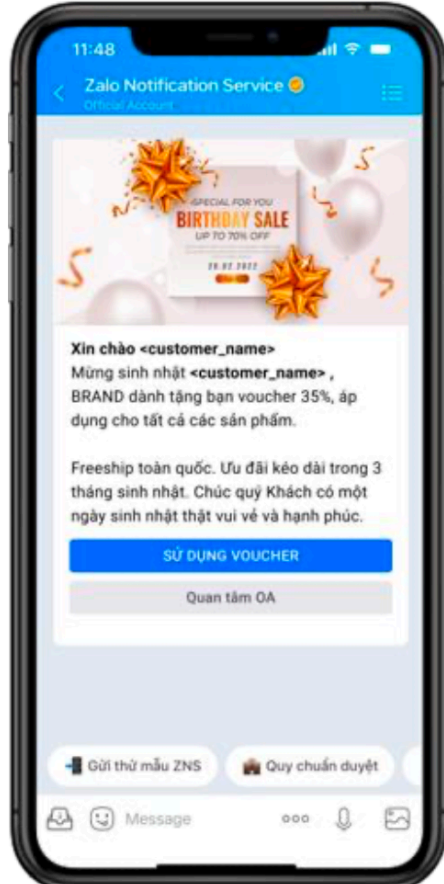 11:48
Zalo Notification Service
Official Account
SPECIAL FOR YOU
BIRTHDAY SALE
UP TO 70% OFF
Xin chào <customer_name>
Mừng sinh nhật <customer_name> ,
BRAND dành tặng bạn voucher 35%, áp
dụng cho tất cả các sản phẩm.
Freeship toàn quốc. Ưu đãi kéo dài trong 3
tháng sinh nhật. Chúc quý Khách có một
ngày sinh nhật thật vui vẻ và hạnh phúc.
SỬ DỤNG VOUCHER
Quan tâm OA
Gửi thử mẫu ZNS
Quy chuẩn duyệt
Message